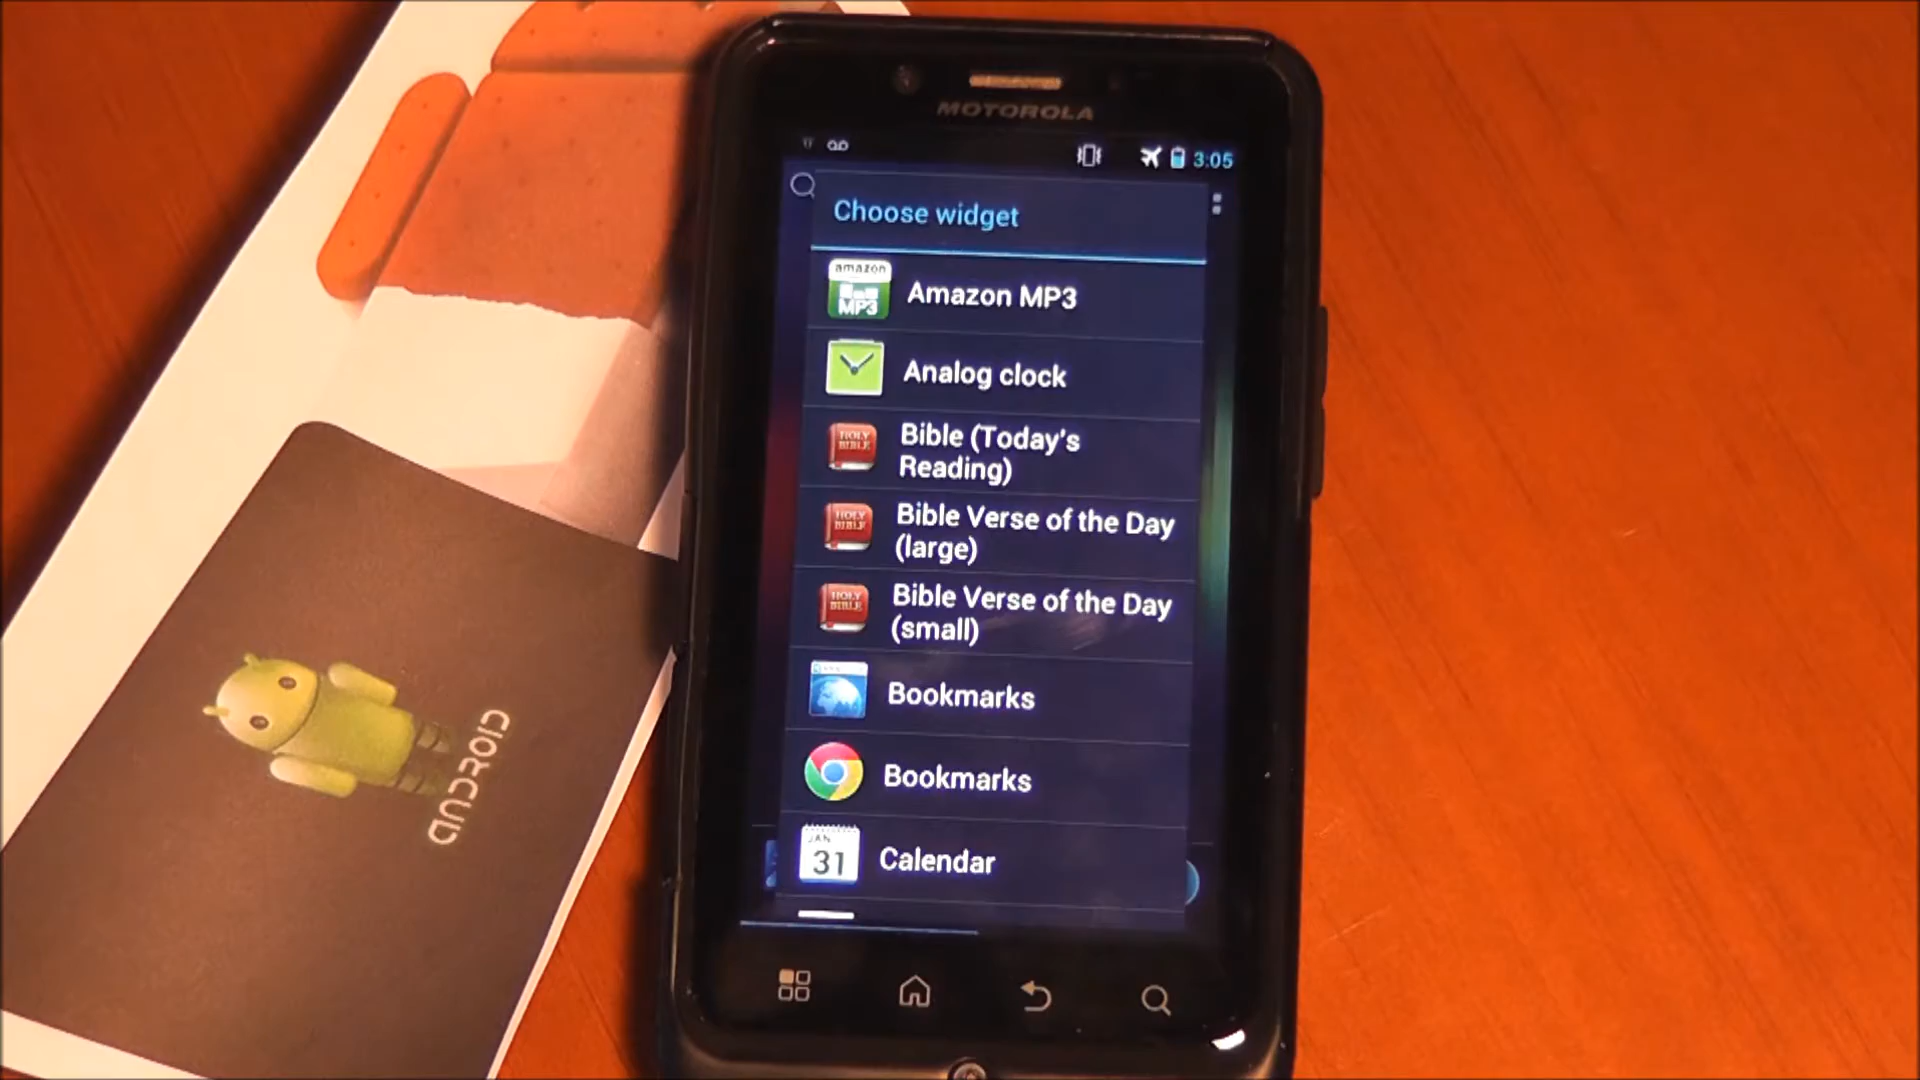 MOTOROLA
3:05
Choose widget
amazon
MP3
Amazon MP3
Analog clock
HOLY
BIBLE
Bible (Today's
Reading)
HOLY
BIBLE
Bible Verse of the Day
(large)
HOLY
BIBLE
Bible Verse of the Day
(small)
Bookmarks
Bookmarks
JAN
31
Calendar
ANDROID